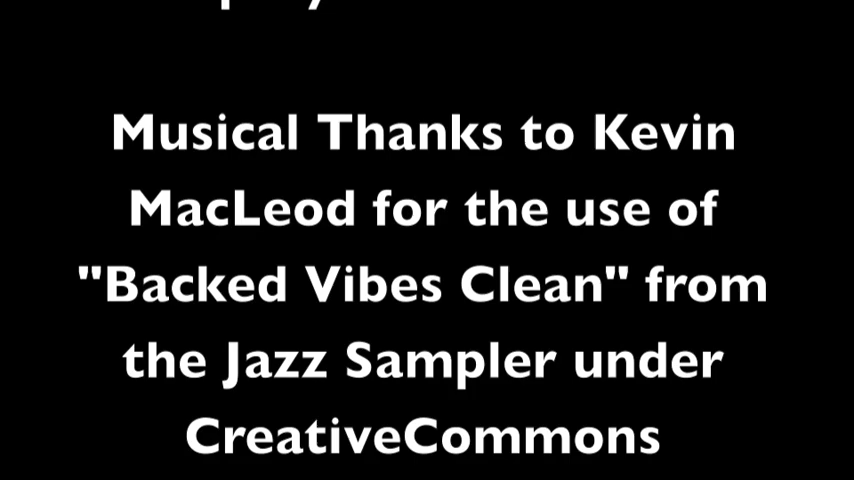 Musical Thanks to Kevin
MacLeod for the use of
"Backed Vibes Clean" from
the Jazz Sampler under
CreativeCommons